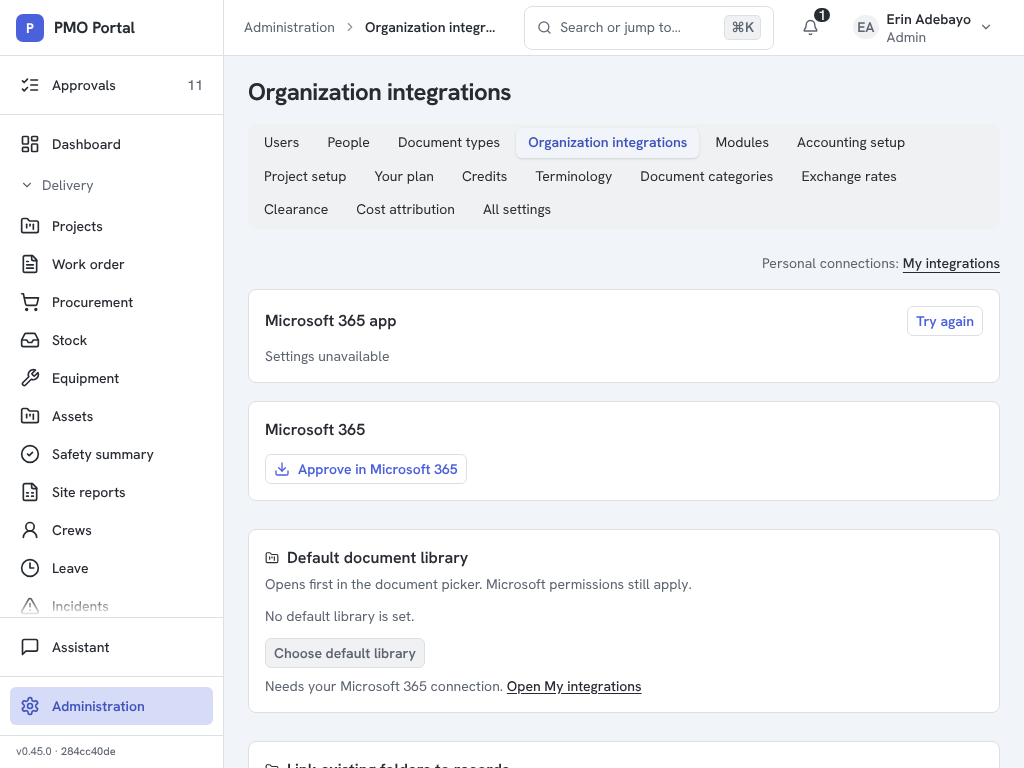 P PMO Portal
Administration > Organization integr...
Search or jump to... ⌘K
1
EA Erin Adebayo
Admin
Approvals 11
Dashboard
Delivery
Projects
Work order
Procurement
Stock
Equipment
Assets
Safety summary
Site reports
Crews
Leave
Incidents
Assistant
Administration
v0.45.0 · 284cc40de
Organization integrations
Users People Document types Organization integrations Modules Accounting setup
Project setup Your plan Credits Terminology Document categories Exchange rates
Clearance Cost attribution All settings
Personal connections: My integrations
Microsoft 365 app
Try again
Settings unavailable
Microsoft 365
Approve in Microsoft 365
Default document library
Opens first in the document picker. Microsoft permissions still apply.
No default library is set.
Choose default library
Needs your Microsoft 365 connection. Open My integrations
Link existing folders to records